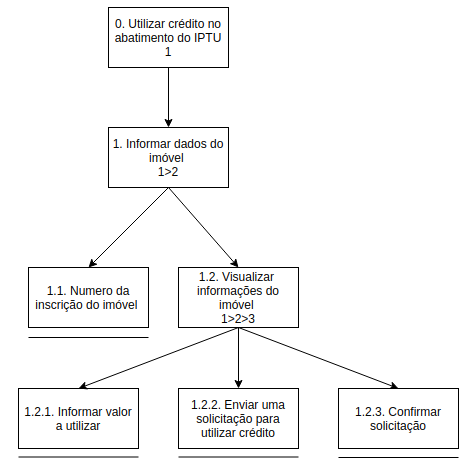 0. Utilizar crédito no
abatimento do IPTU
1
1. Informar dados do
imóvel
1>2
1.1. Numero da
inscrição do imóvel
1.2. Visualizar
informações do
imóvel
1>2>3
1.2.1. Informar valor
a utilizar
1.2.2. Enviar uma
solicitação para
utilizar crédito
1.2.3. Confirmar
solicitação